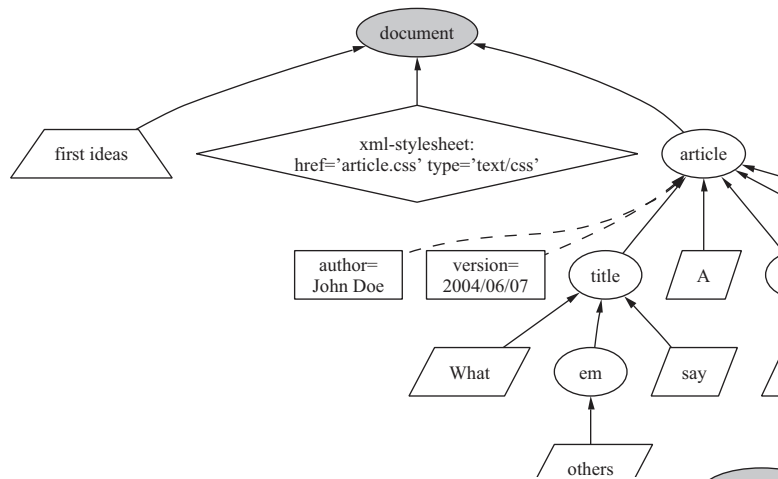 document
first ideas
xml-stylesheet:
href=’article.css’ type=’text/css’
article
author=
John Doe
version=
2004/06/07
title
A
What
em
say
others